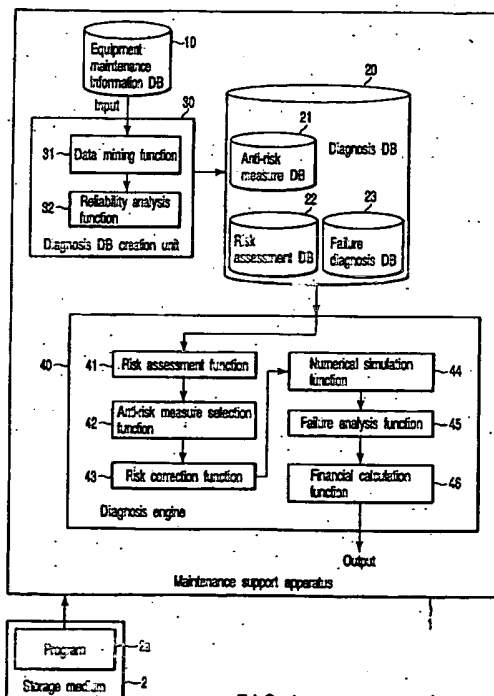 10
Equipment
maintenance
information DB
Input
30
31
Data mining function
32
Reliability analysis
function
Diagnosis DB creation unit
20
21
Diagnosis DB
Anti-risk
measure DB
22
23
Risk
assessment DB
Failure
diagnosis DB
40
41
Risk assessment function
42
Anti-risk measure selection
function
43
Risk correction function
Numerical simulation
function
44
Failure analysis function
45
Financial calculation
function
46
Diagnosis engine
Output
Maintenance support apparatus
1
Program
2a
Storage medium
2